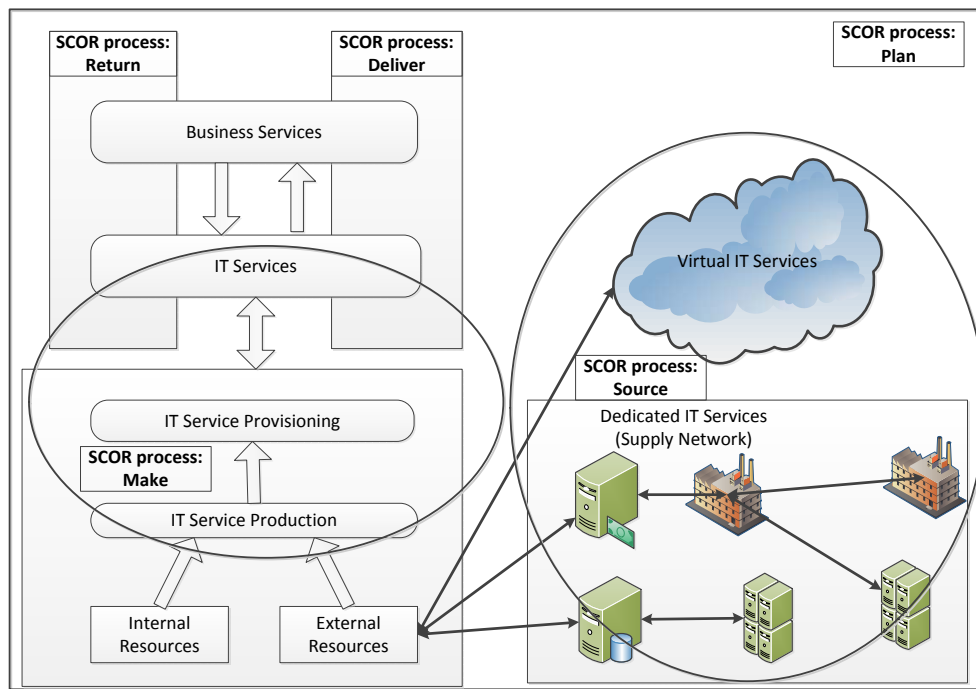 SCOR process:
Return
SCOR process:
Deliver
SCOR process:
Plan
Business Services
IT Services
Virtual IT Services
SCOR process:
Source
Dedicated IT Services
(Supply Network)
IT Service Provisioning
SCOR process:
Make
IT Service Production
Internal
Resources
External
Resources